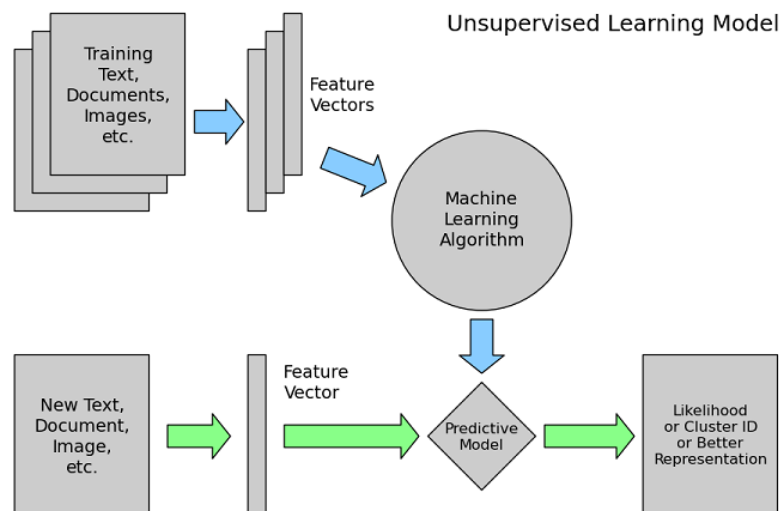 Unsupervised Learning Model
Training
Text,
Documents,
Images,
etc.
Feature
Vectors
Machine
Learning
Algorithm
New Text,
Document,
Image,
etc.
Feature
Vector
Predictive
Model
Likelihood
or Cluster ID
or Better
Representation